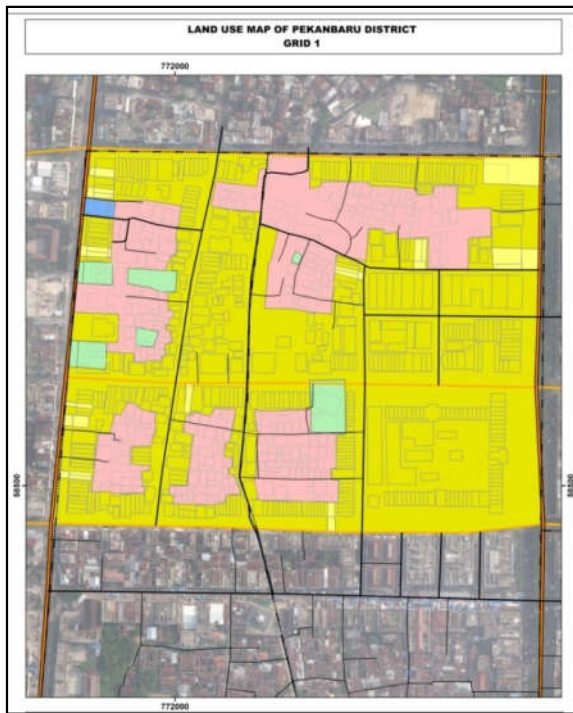 LAND USE MAP OF PEKANBARU DISTRICT
GRID 1
772000
58500
58500
772000